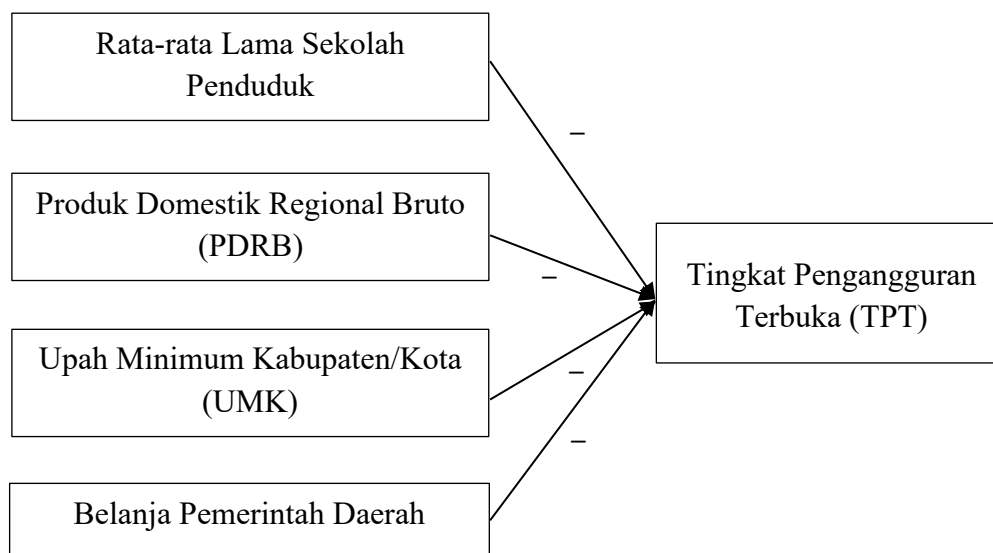 Rata-rata Lama Sekolah
Penduduk
–
Produk Domestik Regional Bruto
(PDRB)
–
Tingkat Pengangguran
Terbuka (TPT)
Upah Minimum Kabupaten/Kota
(UMK)
–
–
Belanja Pemerintah Daerah